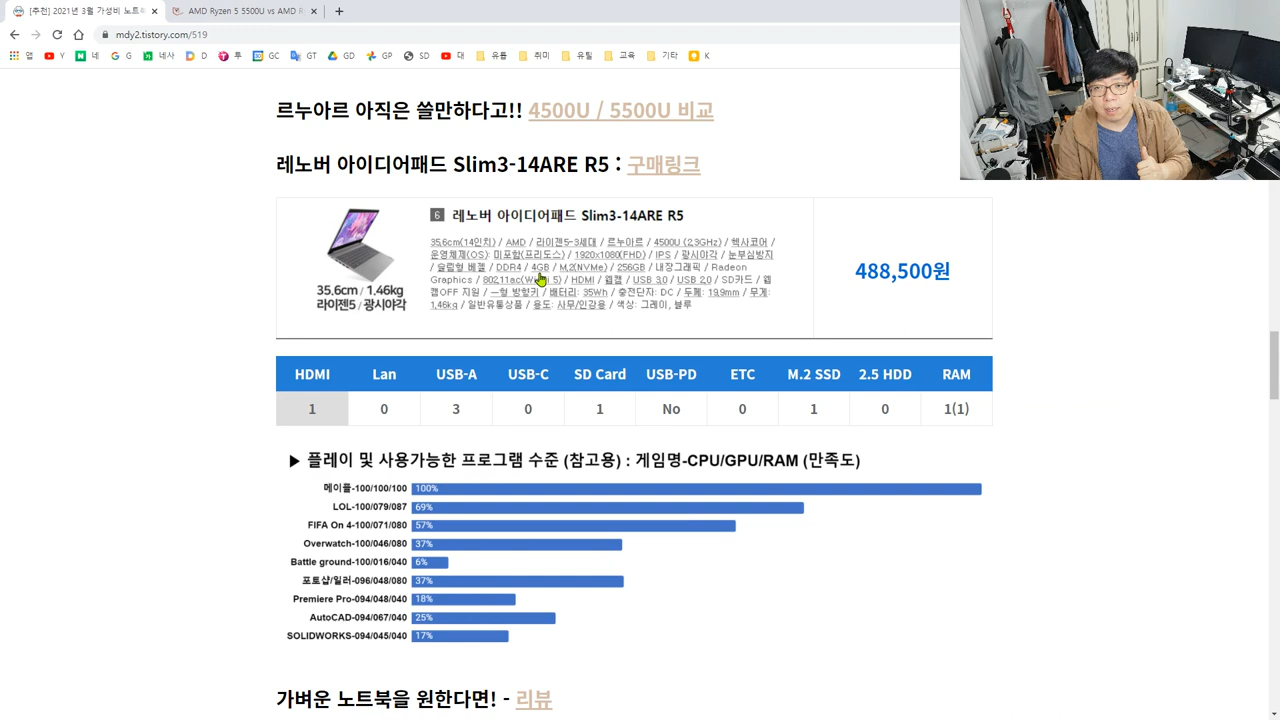 [추천] 2021년 3월 가성비 노트북
AMD Ryzen 5 5500U vs AMD R
mdy2.tistory.com/519
앱 Y 네 G 네사 D 투 GC GT GD GP SD 대 유플 취미 유틸 교육 기타 K
르누아르 아직은 쓸만하다고!! 4500U / 5500U 비교
레노버 아이디어패드 Slim3-14ARE R5 : 구매링크
6 레노버 아이디어패드 Slim3-14ARE R5
35.6cm(14인치) / AMD / 라이젠5-3세대 / 르누아르 / 4500U (2.3GHz) / 헥사코어 /
운영체제(OS): 미포함(프리도스) / 1920x1080(FHD) / IPS / 광시야각 / 눈부심방지
/ 슬림형 베젤 / DDR4 / 4GB / M.2(NVMe) / 256GB / 내장그래픽 / Radeon
Graphics / 802.11ac(Wi 5) / HDMI / 웹캠 / USB 3.0 / USB 2.0 / SD카드 / 웹
캠OFF 지원 / ㅡ형 방향키 / 배터리: 35Wh / 충전단자: DC / 두께: 19.9mm / 무게:
1.46kg / 일반유통상품 / 용도: 사무/인강용 / 색상: 그레이, 블루
35.6cm / 1.46kg
라이젠5 / 광시야각
488,500원
HDMI Lan USB-A USB-C SD Card USB-PD ETC M.2 SSD 2.5 HDD RAM
1 0 3 0 1 No 0 1 0 1(1)
▶ 플레이 및 사용가능한 프로그램 수준 (참고용) : 게임명-CPU/GPU/RAM (만족도)
메이플-100/100/100 100%
LOL-100/079/087 69%
FIFA On 4-100/071/080 57%
Overwatch-100/046/080 37%
Battle ground-100/016/040 6%
포토샵/일러-096/048/080 37%
Premiere Pro-094/048/040 18%
AutoCAD-094/067/040 25%
SOLIDWORKS-094/045/040 17%
가벼운 노트북을 원한다면! - 리뷰